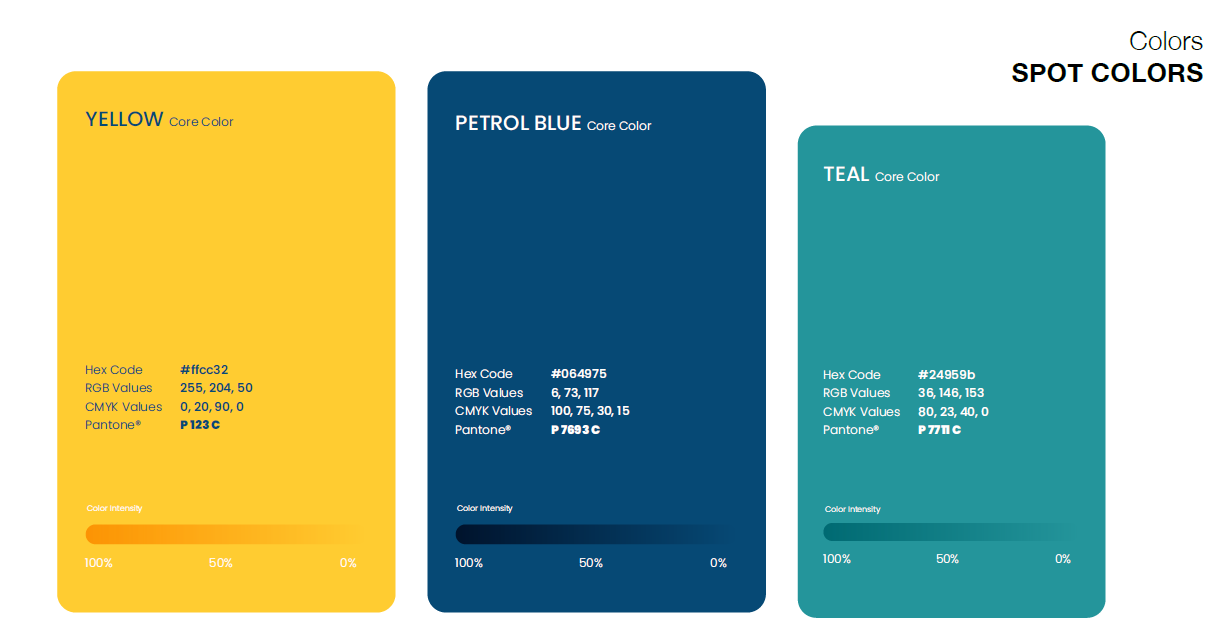 Colors
SPOT COLORS
YELLOW Core Color
Hex Code #ffcc32
RGB Values 255, 204, 50
CMYK Values 0, 20, 90, 0
Pantone® P 123 C
Color Intensity
100% 50% 0%
PETROL BLUE Core Color
Hex Code #064975
RGB Values 6, 73, 117
CMYK Values 100, 75, 30, 15
Pantone® P 7693 C
Color Intensity
100% 50% 0%
TEAL Core Color
Hex Code #24959b
RGB Values 36, 146, 153
CMYK Values 80, 23, 40, 0
Pantone® P 7711 C
Color Intensity
100% 50% 0%